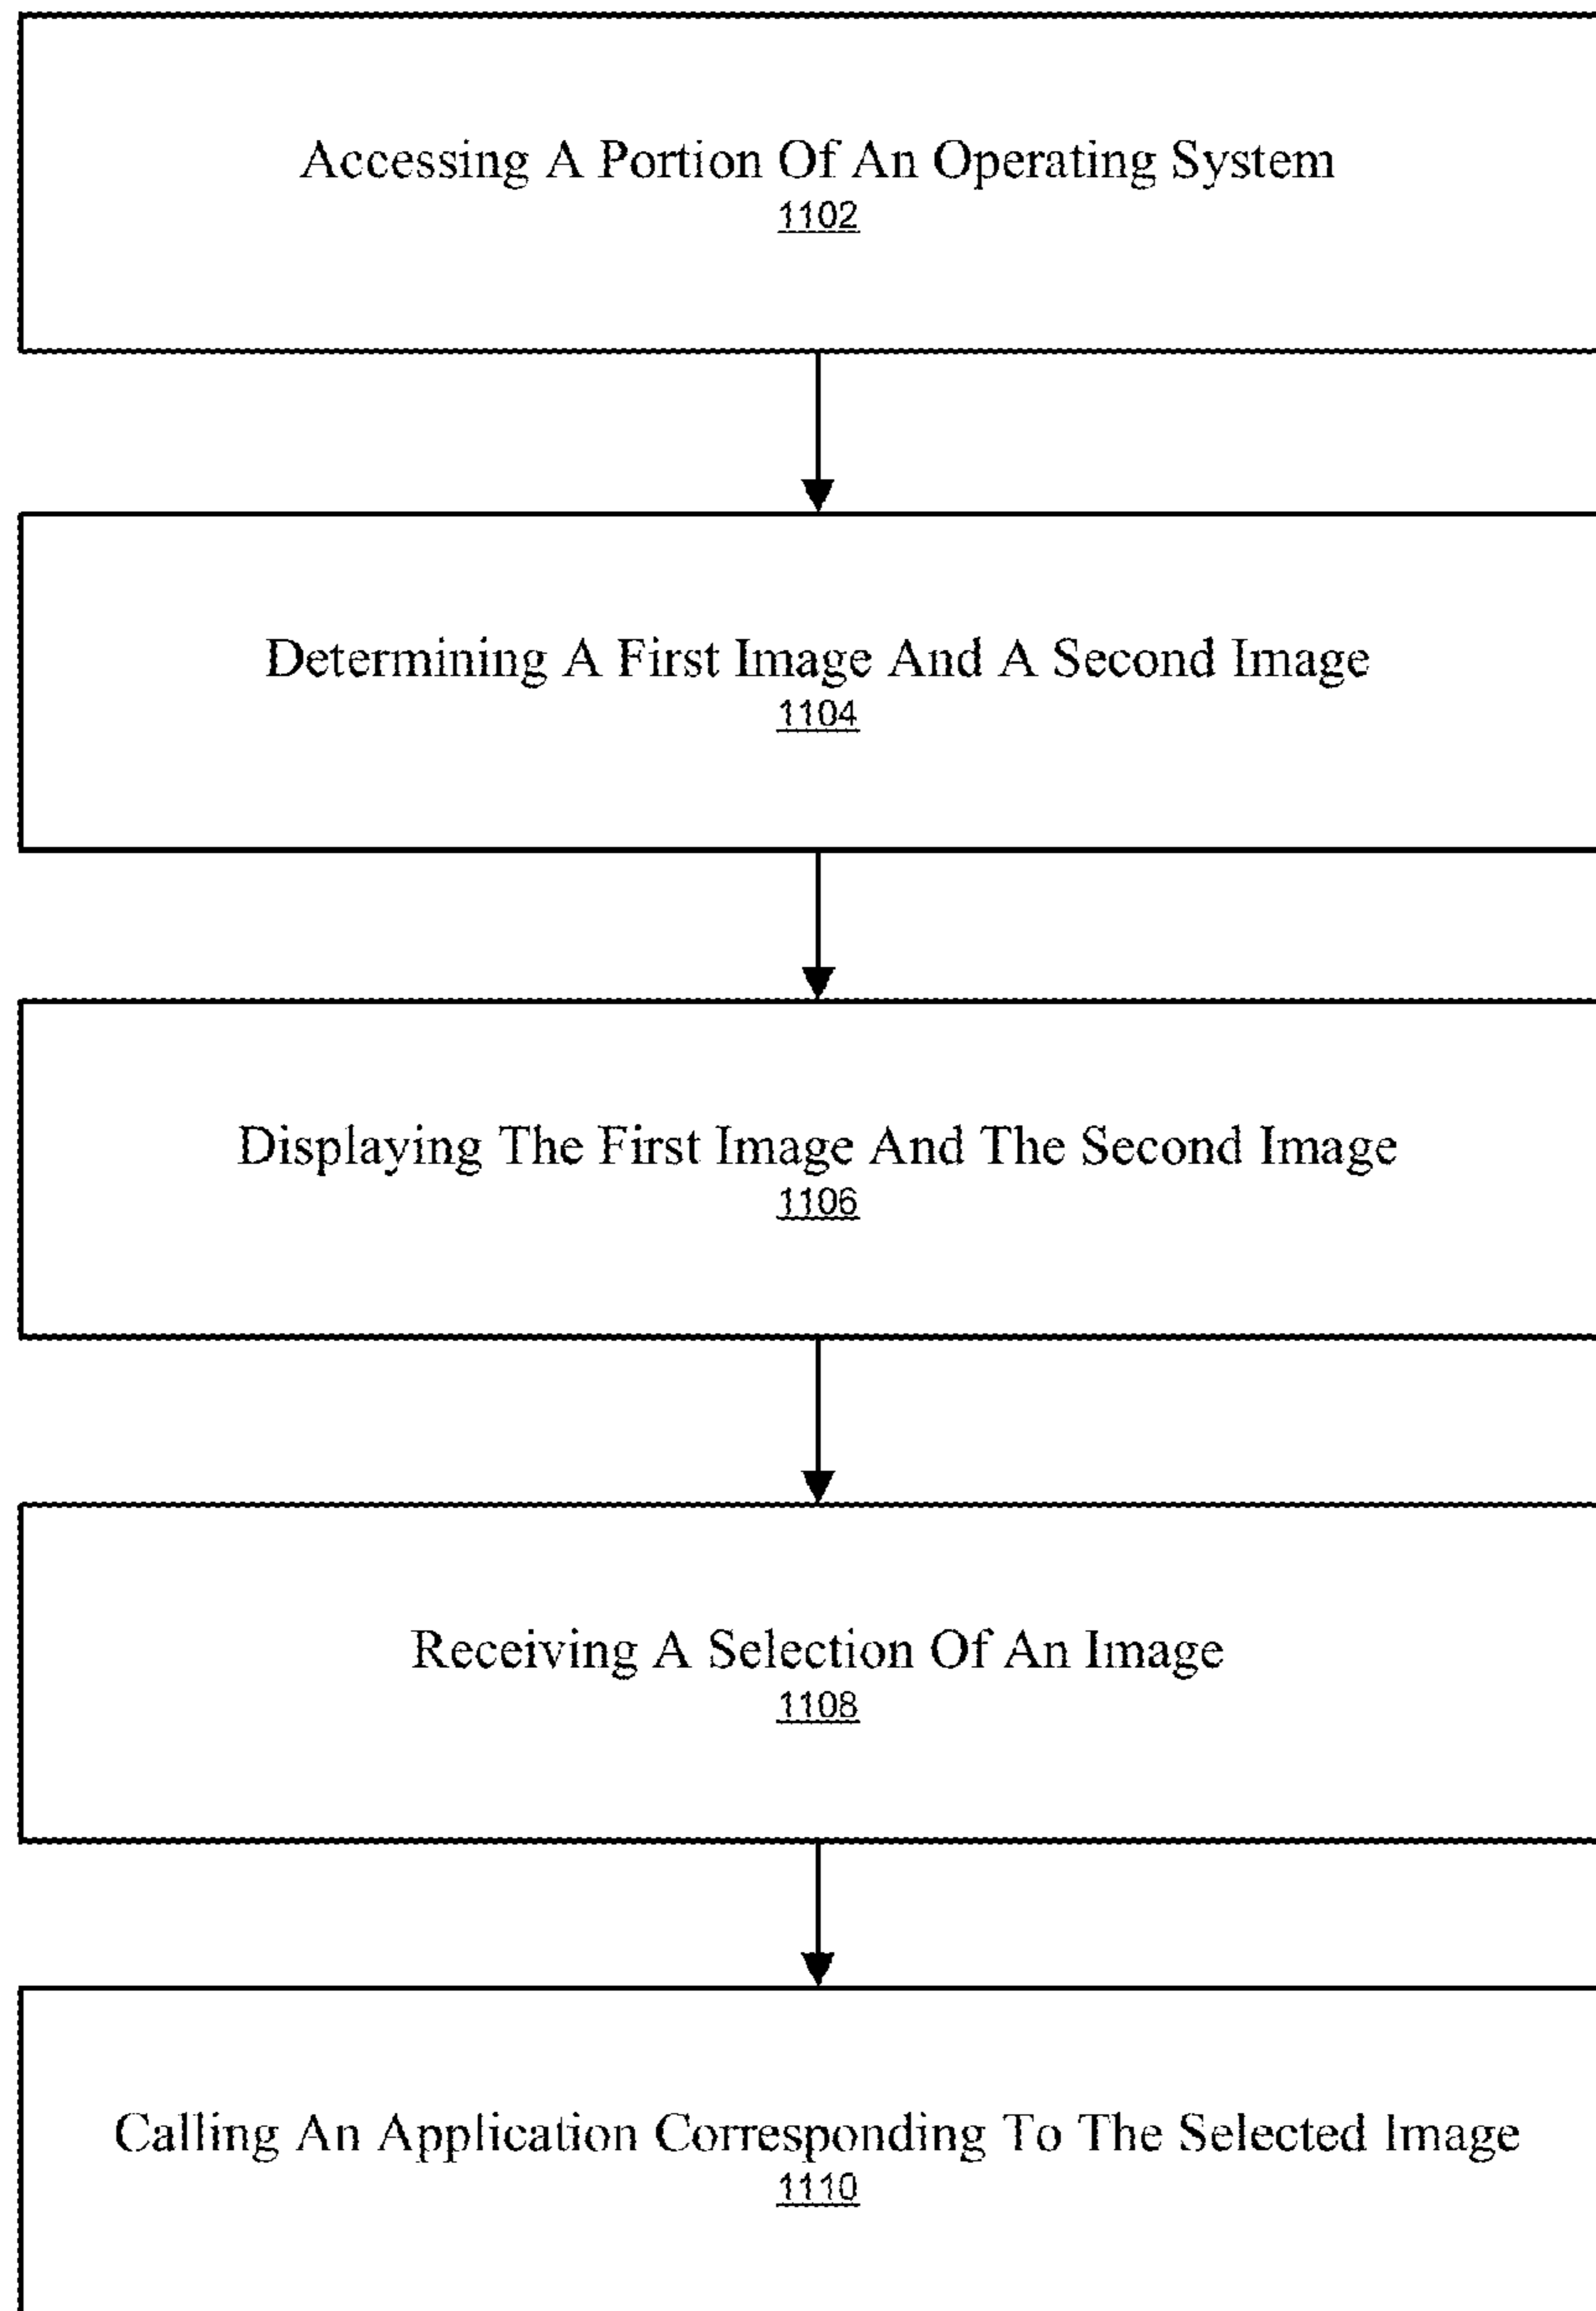 Accessing A Portion Of An Operating System
1102
Determining A First Image And A Second Image
1104
Displaying The First Image And The Second Image
1106
Receiving A Selection Of An Image
1108
Calling An Application Corresponding To The Selected Image
1110